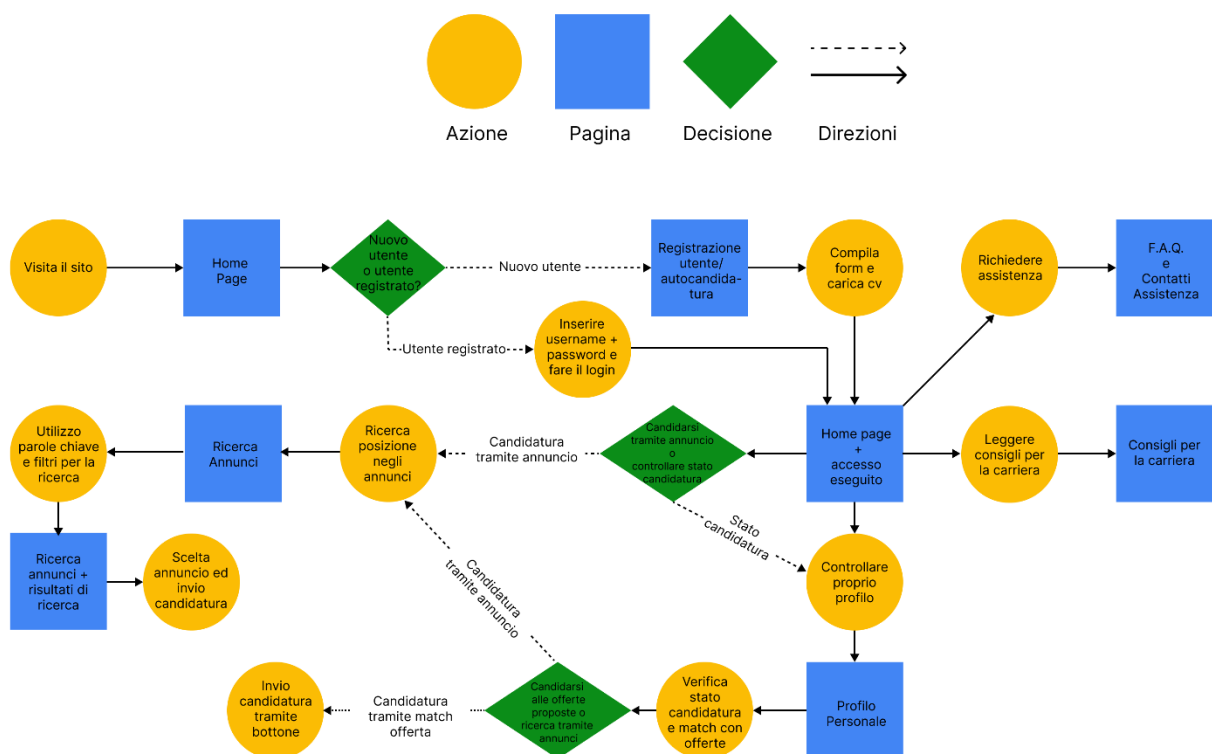 Azione
Pagina
Decisione
Direzioni
Visita il sito
Home
Page
Nuovo
utente
o utente
registrato?
Nuovo utente
Registrazione
utente/
autocandida-
tura
Compila
form e
carica cv
Richiedere
assistenza
F.A.Q.
e
Contatti
Assistenza
Utente registrato
Inserire
username +
password e
fare il login
Utilizzo
parole chiave
e filtri per la
ricerca
Ricerca
Annunci
Ricerca
posizione
negli
annunci
Candidatura
tramite annuncio
Candidarsi
tramite annuncio
o
controllare stato
candidatura
Home page
+
accesso
eseguito
Leggere
consigli per
la carriera
Consigli per
la carriera
Stato
candidatura
Ricerca
annunci +
risultati di
ricerca
Scelta
annuncio ed
invio
candidatura
Candidatura
tramite annuncio
Controllare
proprio
profilo
Invio
candidatura
tramite
bottone
Candidatura
tramite match
offerta
Candidarsi
alle offerte
proposte o
ricerca tramite
annunci
Verifica
stato
candidatura
e match con
offerte
Profilo
Personale